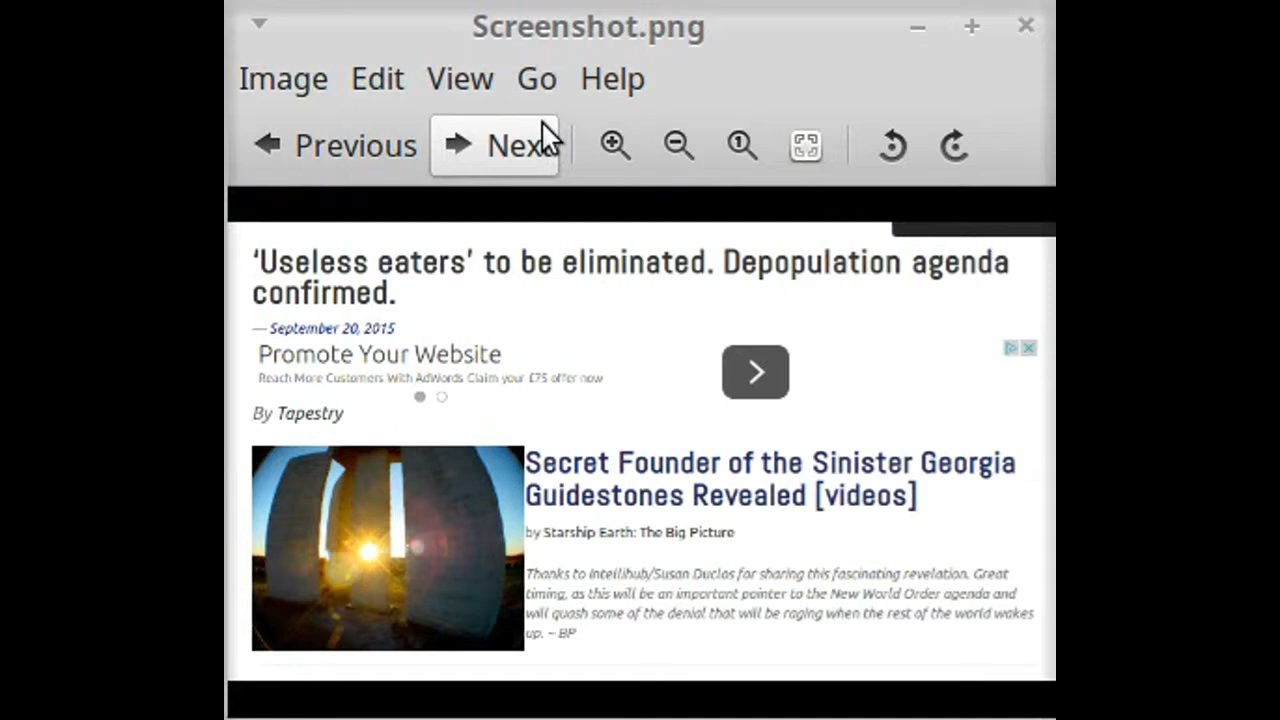 Screenshot.png
Image Edit View Go Help
Previous Next
'Useless eaters' to be eliminated. Depopulation agenda
confirmed.
— September 20, 2015
Promote Your Website
Reach More Customers With AdWords Claim your £75 offer now
By Tapestry
Secret Founder of the Sinister Georgia
Guidestones Revealed [videos]
by Starship Earth: The Big Picture
Thanks to Intellihub/Susan Duclos for sharing this fascinating revelation. Great
timing, as this will be an important pointer to the New World Order agenda and
will quash some of the denial that will be raging when the rest of the world wakes
up. ~ BP